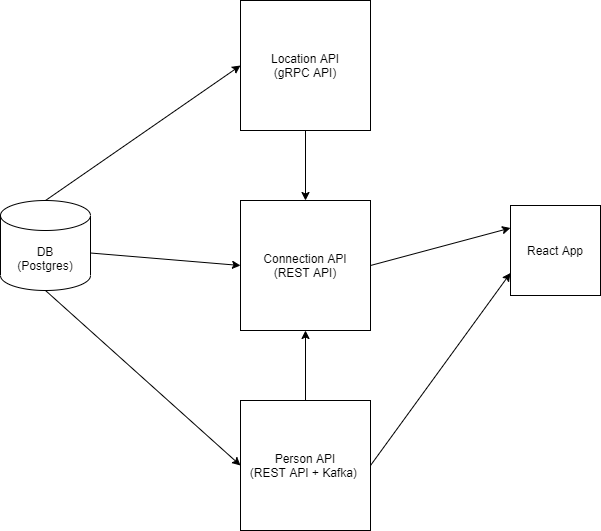 Location API
(gRPC API)
DB
(Postgres)
Connection API
(REST API)
React App
Person API
(REST API + Kafka)